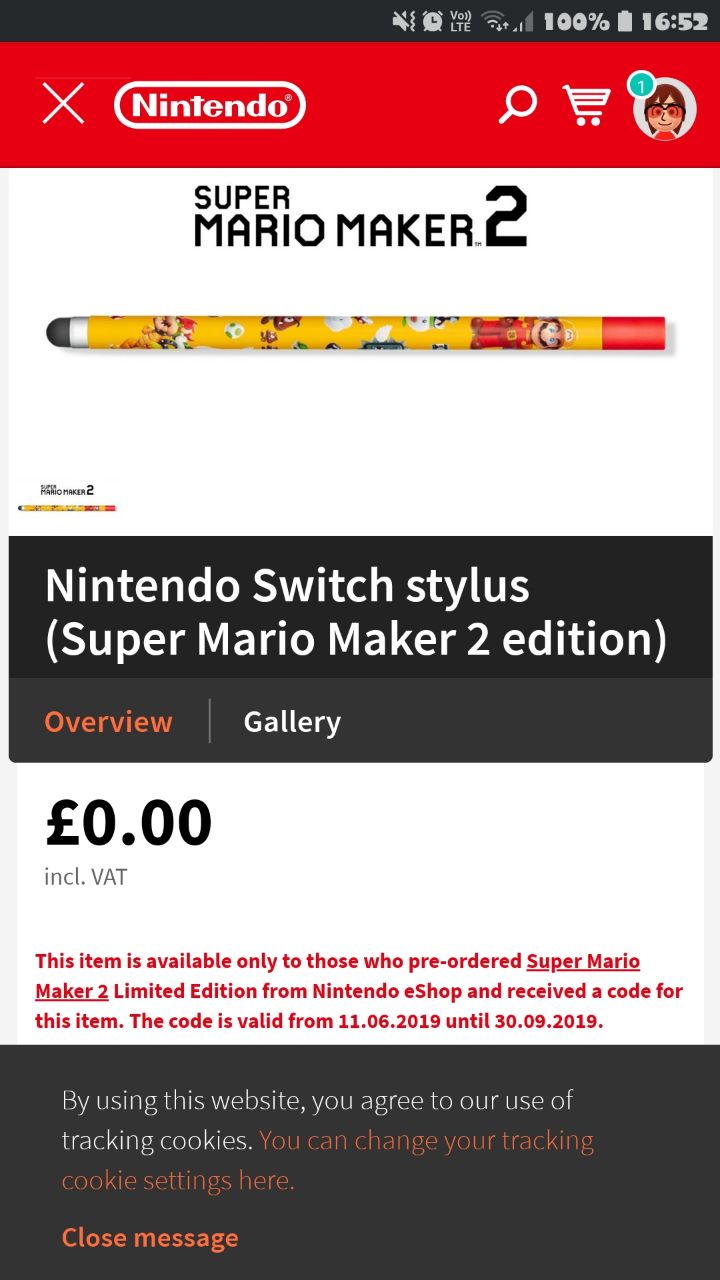 Vo))
LTE
100%
16:52
Nintendo®
1
SUPER
MARIO MAKER™ 2
SUPER
MARIO MAKER 2
Nintendo Switch stylus
(Super Mario Maker 2 edition)
Overview
Gallery
£0.00
incl. VAT
This item is available only to those who pre-ordered Super Mario
Maker 2 Limited Edition from Nintendo eShop and received a code for
this item. The code is valid from 11.06.2019 until 30.09.2019.
By using this website, you agree to our use of
tracking cookies. You can change your tracking
cookie settings here.
Close message